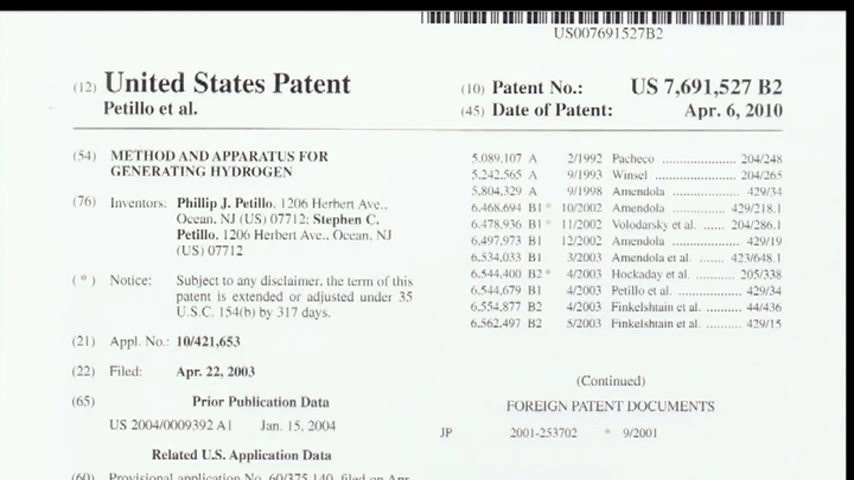 US007691527B2
(12) United States Patent
Petillo et al.
(10) Patent No.: US 7,691,527 B2
(45) Date of Patent: Apr. 6, 2010
(54) METHOD AND APPARATUS FOR
GENERATING HYDROGEN
(76) Inventors: Phillip J. Petillo, 1206 Herbert Ave.,
Ocean, NJ (US) 07712; Stephen C.
Petillo, 1206 Herbert Ave., Ocean, NJ
(US) 07712
( * ) Notice: Subject to any disclaimer, the term of this
patent is extended or adjusted under 35
U.S.C. 154(b) by 317 days.
(21) Appl. No.: 10/421,653
(22) Filed: Apr. 22, 2003
(65) Prior Publication Data
US 2004/0009392 A1 Jan. 15, 2004
Related U.S. Application Data
(60) Provisional application No. 60/375,140, filed on Apr.
5,089,107 A 2/1992 Pacheco .................... 204/248
5,242,565 A 9/1993 Winsel ..................... 204/265
5,804,329 A 9/1998 Amendola ................ 429/34
6,468,694 B1 * 10/2002 Amendola ............. 429/218.1
6,478,936 B1 * 11/2002 Volodarsky et al. ...... 204/286.1
6,497,973 B1 12/2002 Amendola ................ 429/19
6,534,033 B1 3/2003 Amendola et al. ....... 423/648.1
6,544,400 B2 * 4/2003 Hockaday et al. ......... 205/338
6,544,679 B1 4/2003 Petillo et al. ................ 429/34
6,554,877 B2 4/2003 Finkelshtain et al. .......... 44/436
6,562,497 B2 5/2003 Finkelshtain et al. .......... 429/15
(Continued)
FOREIGN PATENT DOCUMENTS
JP 2001-253702 * 9/2001